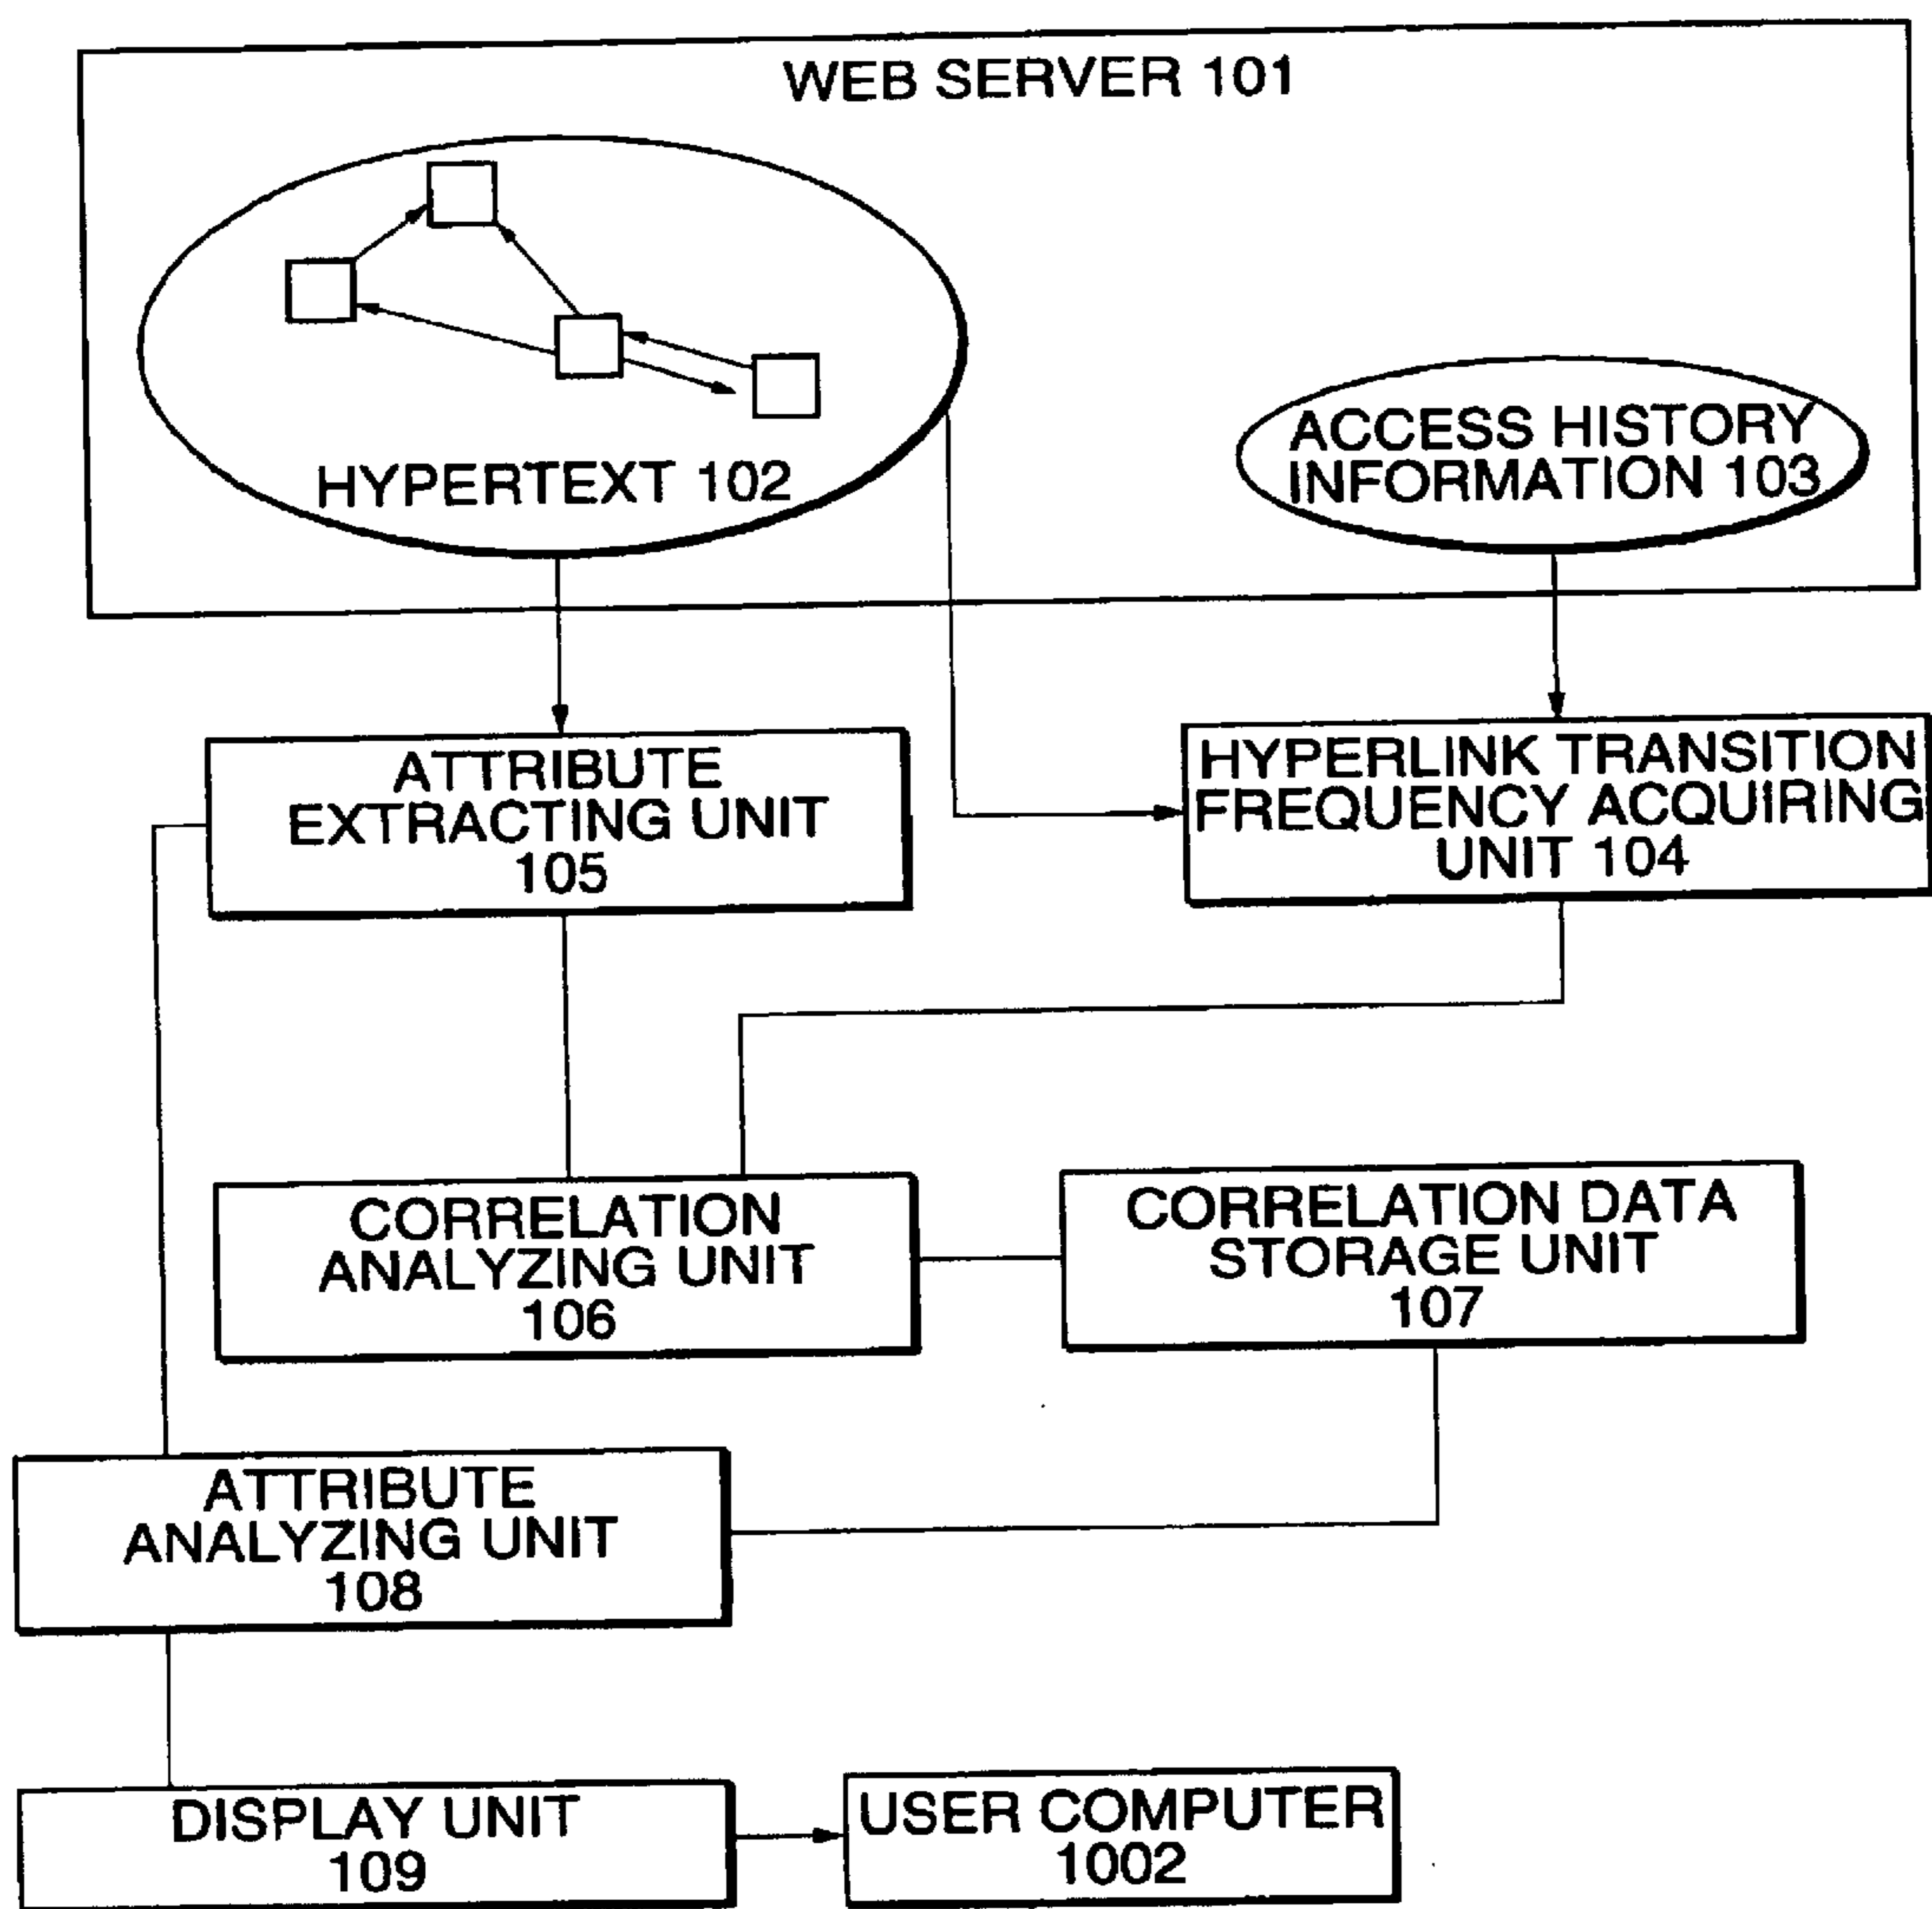 WEB SERVER 101
HYPERTEXT 102
ACCESS HISTORY
INFORMATION 103
ATTRIBUTE
EXTRACTING UNIT
105
HYPERLINK TRANSITION
FREQUENCY ACQUIRING
UNIT 104
CORRELATION
ANALYZING UNIT
106
CORRELATION DATA
STORAGE UNIT
107
ATTRIBUTE
ANALYZING UNIT
108
DISPLAY UNIT
109
USER COMPUTER
1002